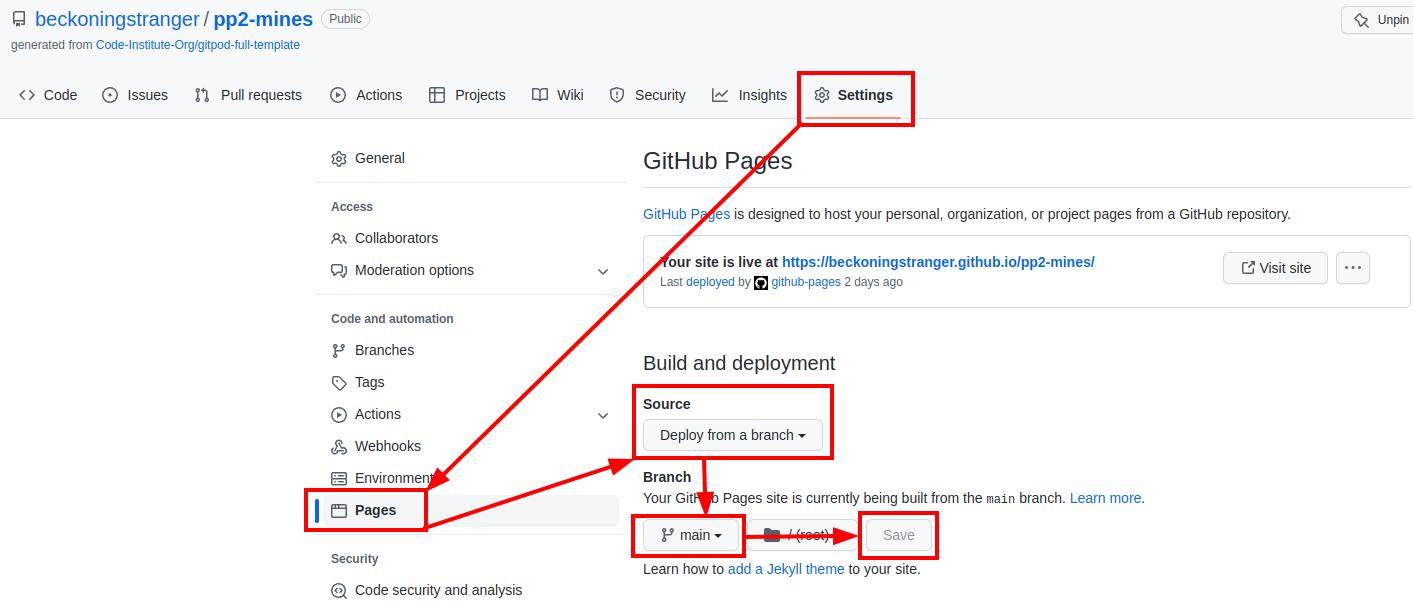 beckoningstranger / pp2-mines Public
Unpin
generated from Code-Institute-Org/gitpod-full-template
Code Issues Pull requests Actions Projects Wiki Security Insights Settings
General
Access
Collaborators
Moderation options
Code and automation
Branches
Tags
Actions
Webhooks
Environment
Pages
Security
Code security and analysis
GitHub Pages
GitHub Pages is designed to host your personal, organization, or project pages from a GitHub repository.
Your site is live at https://beckoningstranger.github.io/pp2-mines/
Last deployed by github-pages 2 days ago
Visit site
Build and deployment
Source
Deploy from a branch
Branch
Your GitHub Pages site is currently being built from the main branch. Learn more.
main / (root) Save
Learn how to add a Jekyll theme to your site.